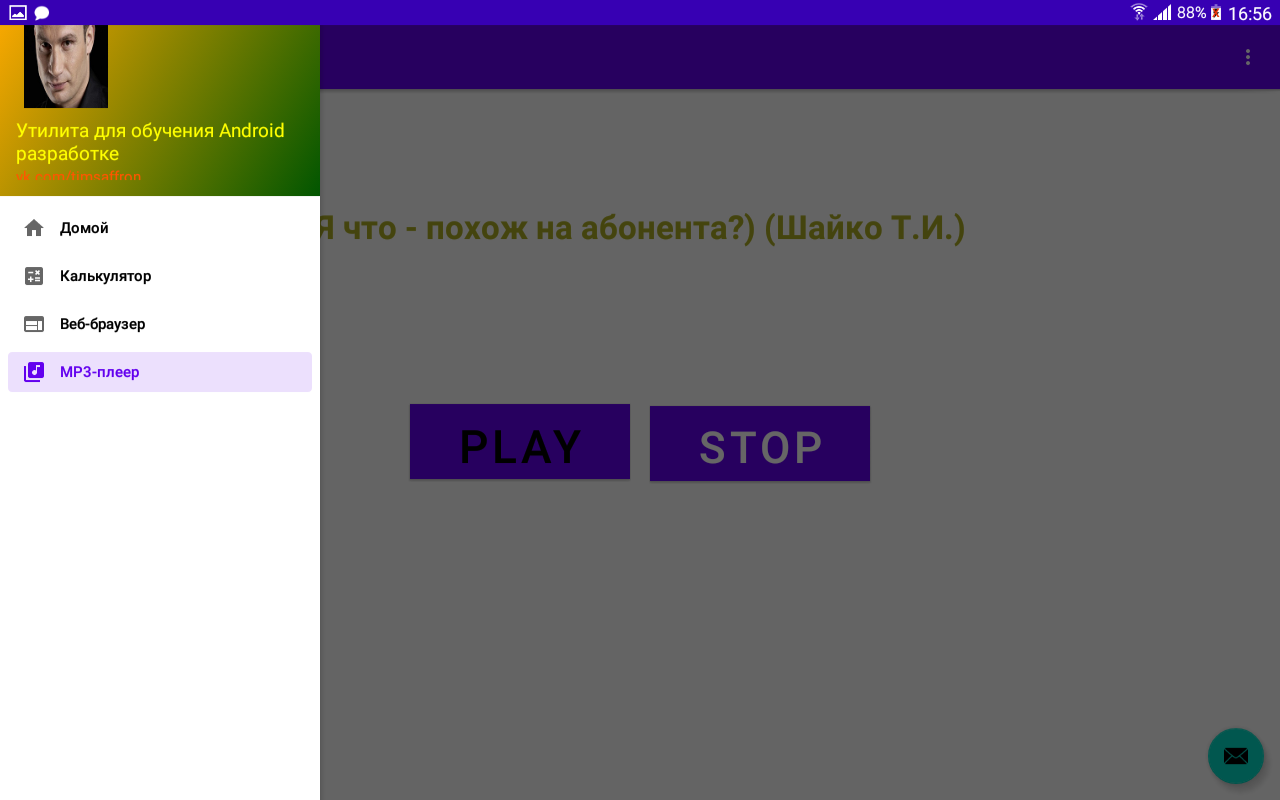 88% 16:56
Утилита для обучения Android
разработке
Домой
Я что - похож на абонента?) (Шайко Т.И.)
Калькулятор
Веб-браузер
MP3-плеер
PLAY STOP